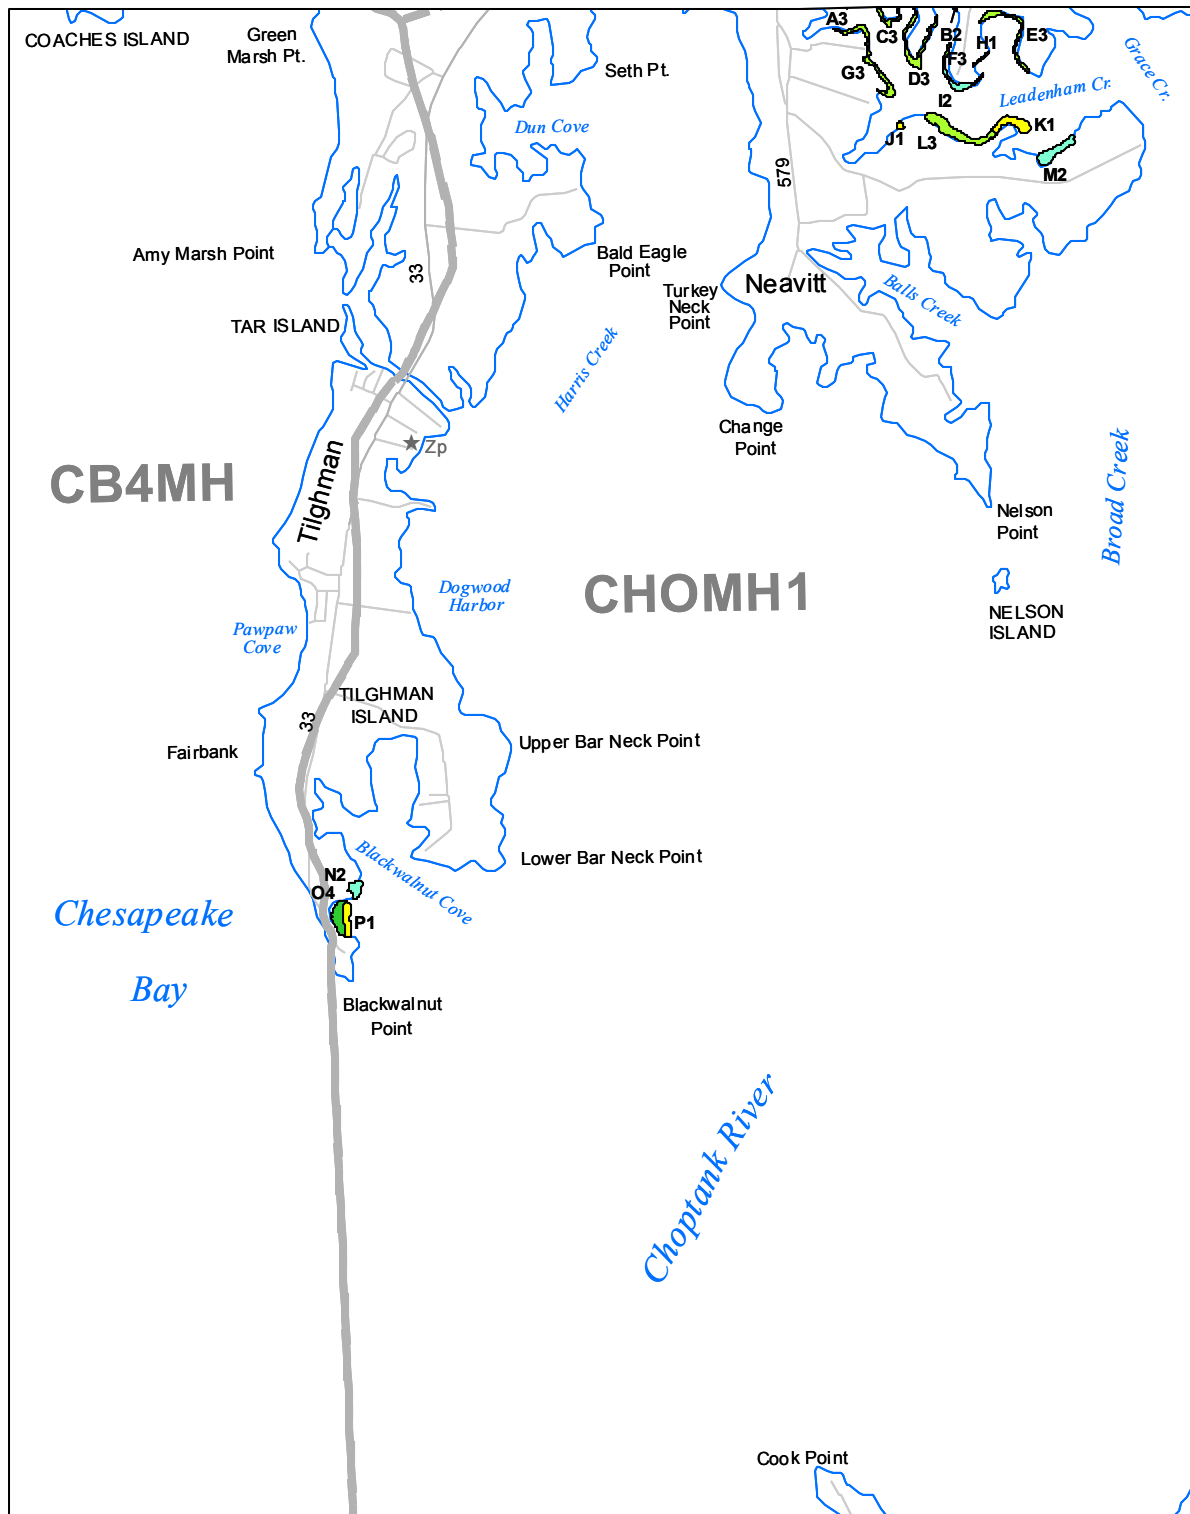 COACHES ISLAND
Green
Marsh Pt.
Seth Pt.
Dun Cove
A3
C3
B2
H1
E3
F3
G3
D3
I2
Grace Cr.
Leadenham Cr.
J1
L3
K1
M2
579
Amy Marsh Point
33
Bald Eagle
Point
Turkey
Neck
Point
Neavitt
Balls Creek
TAR ISLAND
Harris Creek
Change
Point
Zp
Tilghman
CB4MH
Broad Creek
Nelson
Point
CHOMH1
Dogwood
Harbor
NELSON
ISLAND
Pawpaw
Cove
TILGHMAN
ISLAND
33
Fairbank
Upper Bar Neck Point
Lower Bar Neck Point
Blackwalnut Cove
N2
O4
P1
Chesapeake
Bay
Blackwalnut
Point
Choptank River
Cook Point